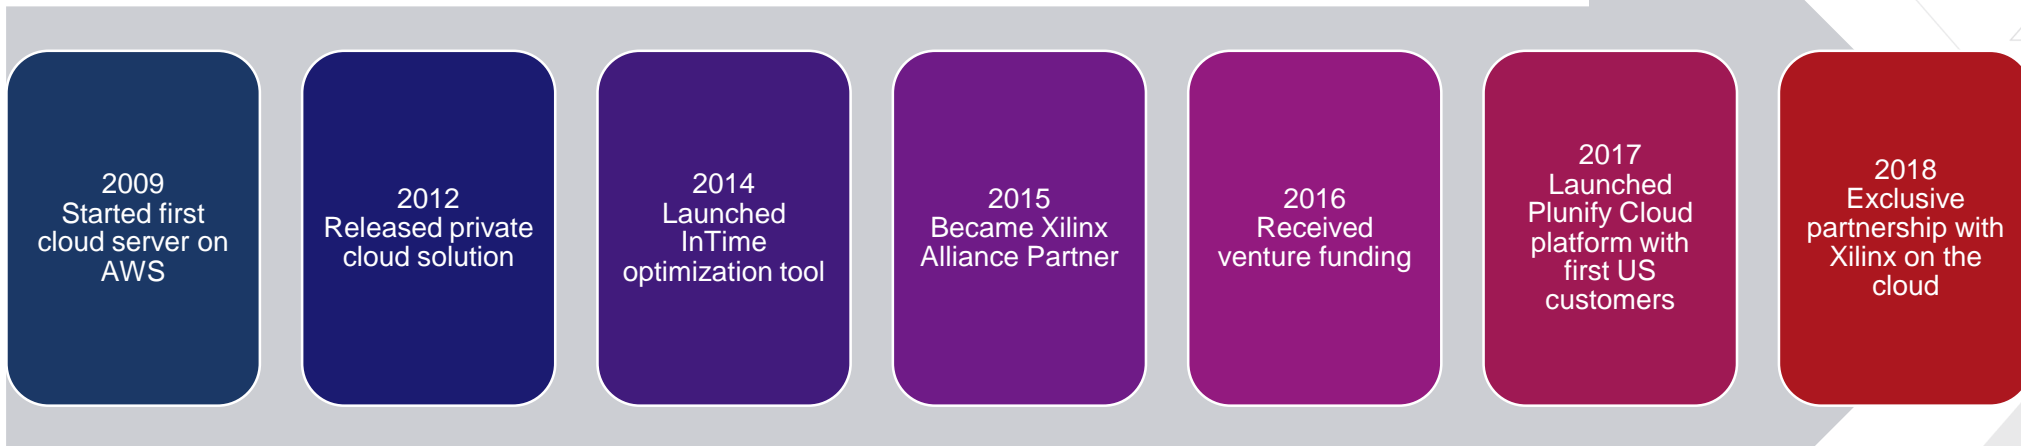 2009
Started first
cloud server on
AWS
2012
Released private
cloud solution
2014
Launched
InTime
optimization tool
2015
Became Xilinx
Alliance Partner
2016
Received
venture funding
2017
Launched
Plunify Cloud
platform with
first US
customers
2018
Exclusive
partnership with
Xilinx on the
cloud